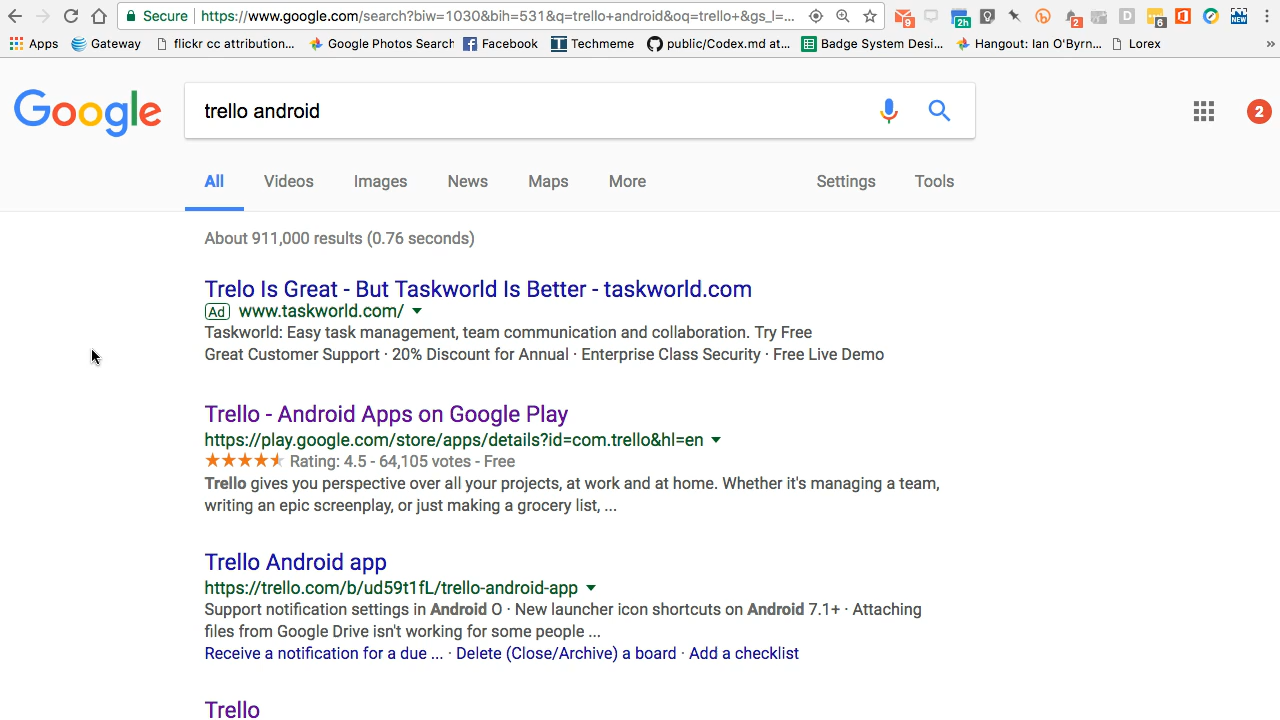 Secure https://www.google.com/search?biw=1030&bih=531&q=trello+android&oq=trello+&gs_l=... 9 2h 2 D 6 NEW
Apps Gateway flickr cc attribution... Google Photos Search Facebook Techmeme public/Codex.md at... Badge System Desi... Hangout: Ian O'Byrn... Lorex »
Google trello android 2
All Videos Images News Maps More Settings Tools
About 911,000 results (0.76 seconds)
Trelo Is Great - But Taskworld Is Better - taskworld.com
Ad www.taskworld.com/
Taskworld: Easy task management, team communication and collaboration. Try Free
Great Customer Support · 20% Discount for Annual · Enterprise Class Security · Free Live Demo
Trello - Android Apps on Google Play
https://play.google.com/store/apps/details?id=com.trello&hl=en
Rating: 4.5 - 64,105 votes - Free
Trello gives you perspective over all your projects, at work and at home. Whether it's managing a team,
writing an epic screenplay, or just making a grocery list, ...
Trello Android app
https://trello.com/b/ud59t1fL/trello-android-app
Support notification settings in Android O · New launcher icon shortcuts on Android 7.1+ · Attaching
files from Google Drive isn't working for some people ...
Receive a notification for a due ... · Delete (Close/Archive) a board · Add a checklist
Trello